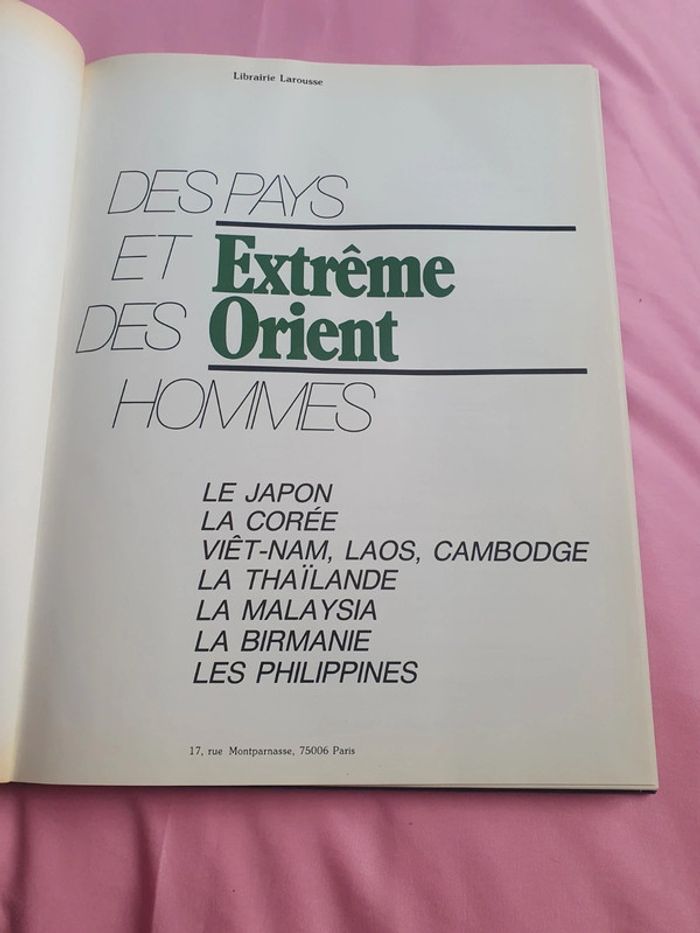 Librairie Larousse
DES PAYS
ET
DES
HOMMES
Extrême
Orient
LE JAPON
LA CORÉE
VIÊT-NAM, LAOS, CAMBODGE
LA THAÏLANDE
LA MALAYSIA
LA BIRMANIE
LES PHILIPPINES
17, rue Montparnasse, 75006 Paris